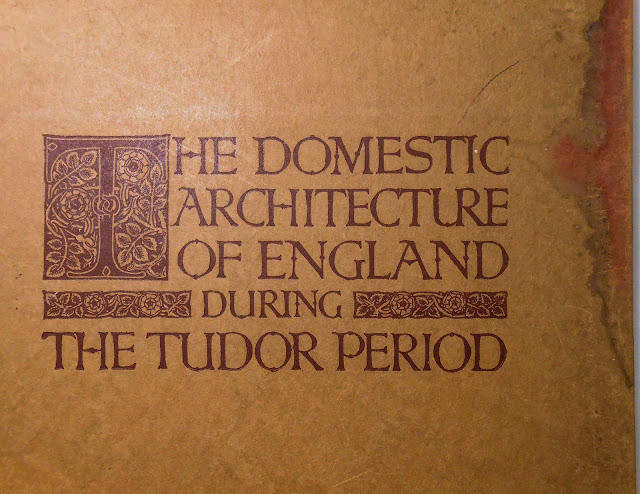 THE DOMESTIC
ARCHITECTURE
OF ENGLAND
DURING
THE TUDOR PERIOD